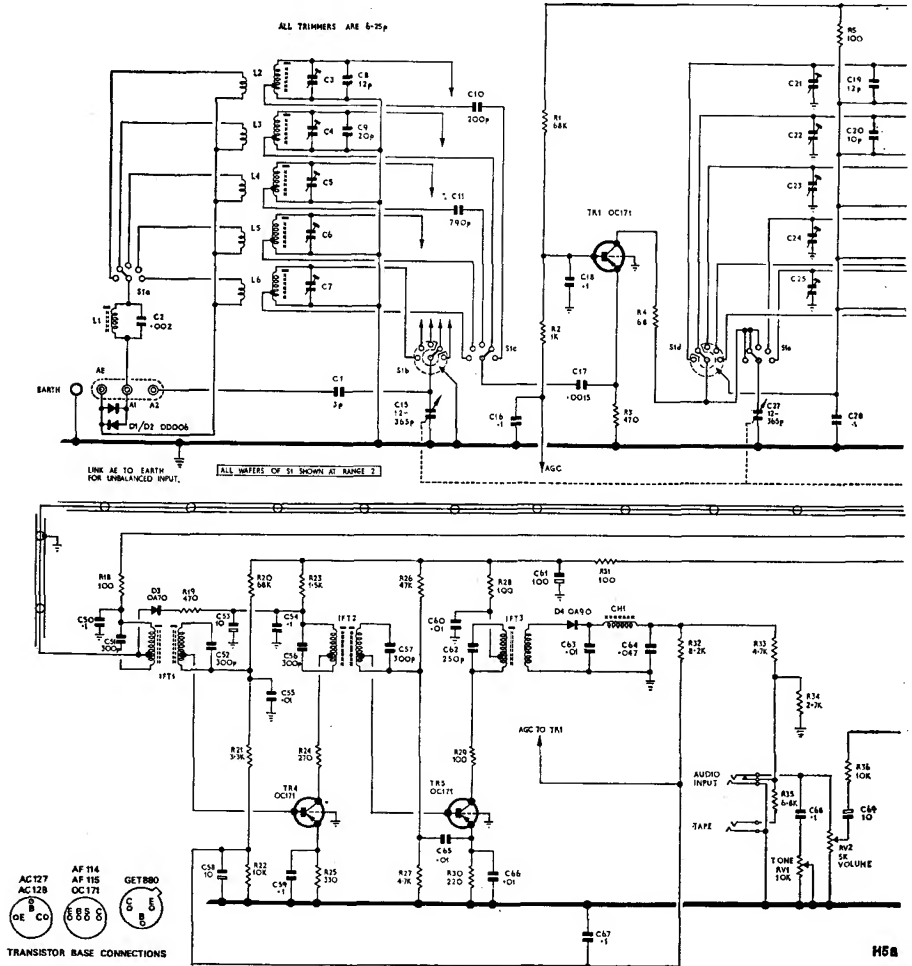 ALL TRIMMERS ARE 6-25p
R5
100
L2
C3
C8
12p
C10
200p
C21
C19
12p
R1
68K
L3
C4
C9
20p
C22
C20
10p
L4
C5
C11
790p
C23
TR1 OC171
L5
C6
C24
L6
C7
C18
·1
C25
S1a
R4
68
L1
C2
·002
R2
1K
S1b
S1c
S1d
S1e
EARTH
AE
A1
A2
C1
3p
C17
·0015
C15
12-
365p
C16
·1
R3
470
C27
12-
365p
C28
·1
D1/D2 DD006
LINK AE TO EARTH
FOR UNBALANCED INPUT.
ALL WAFERS OF S1 SHOWN AT RANGE 2
AGC
R18
100
D3
OA70
R19
470
R20
68K
R23
1·5K
R26
47K
R28
100
C61
100
R31
100
C50
·1
C51
300p
C52
300p
C53
10
C54
·1
C56
300p
IFT2
C57
300p
C60
·01
C62
250p
IFT3
D4 OA90
CH1
C63
·01
C64
·047
R32
8·2K
R33
4·7K
IFT1
C55
·01
R34
2·7K
R21
3·3K
R24
270
R29
100
AGC TO TR1
R36
10K
TR4
OC171
TR5
OC171
AUDIO
INPUT
R35
6·8K
C68
·1
C69
10
TAPE
C65
·01
RV2
5K
VOLUME
C58
10
R22
10K
C59
·1
R25
330
R27
4·7K
R30
220
C66
·01
TONE
RV1
10K
AC127
AC128
AF 114
AF 115
OC171
GET880
B
E C
E B C
C E
B
C67
·1
TRANSISTOR BASE CONNECTIONS